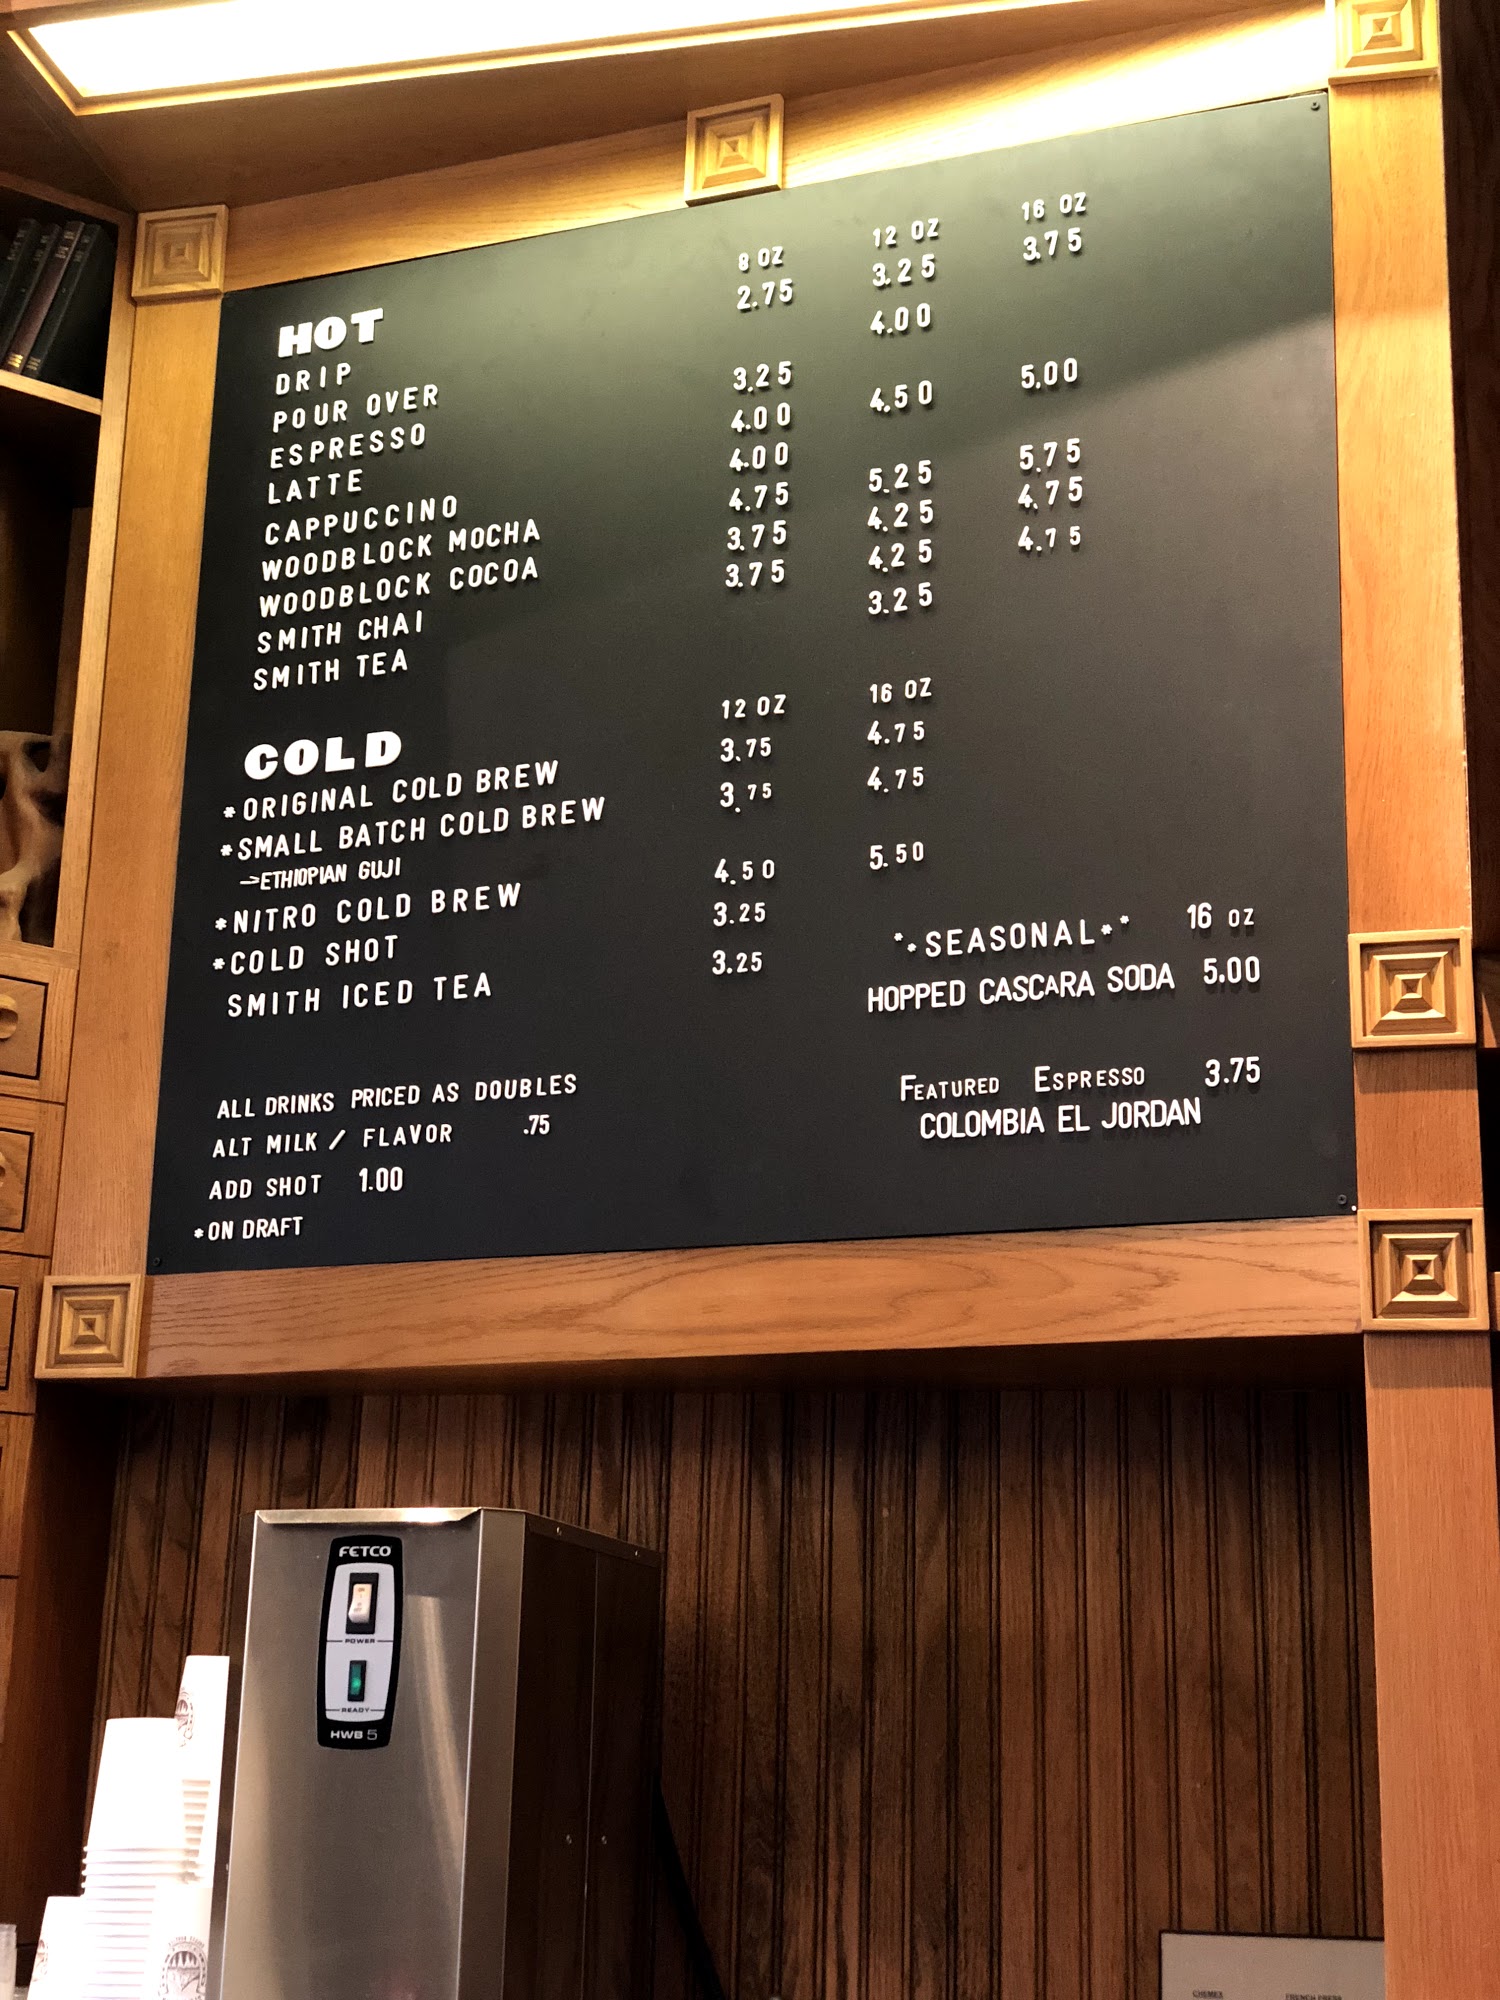 8 OZ 12 OZ 16 OZ
HOT
DRIP 2.75 3.25 3.75
POUR OVER 4.00
ESPRESSO 3.25
LATTE 4.00 4.50 5.00
CAPPUCCINO 4.00
WOODBLOCK MOCHA 4.75 5.25 5.75
WOODBLOCK COCOA 3.75 4.25 4.75
SMITH CHAI 3.75 4.25 4.75
SMITH TEA 3.25
COLD 12 OZ 16 OZ
*ORIGINAL COLD BREW 3.75 4.75
*SMALL BATCH COLD BREW 3.75 4.75
→ETHIOPIAN GUJI
*NITRO COLD BREW 4.50 5.50
*COLD SHOT 3.25
SMITH ICED TEA 3.25
**SEASONAL** 16 OZ
HOPPED CASCARA SODA 5.00
FEATURED ESPRESSO 3.75
COLOMBIA EL JORDAN
ALL DRINKS PRICED AS DOUBLES
ALT MILK / FLAVOR .75
ADD SHOT 1.00
*ON DRAFT
FETCO
POWER
READY
HWB 5
CHEMEX FRENCH PRESS